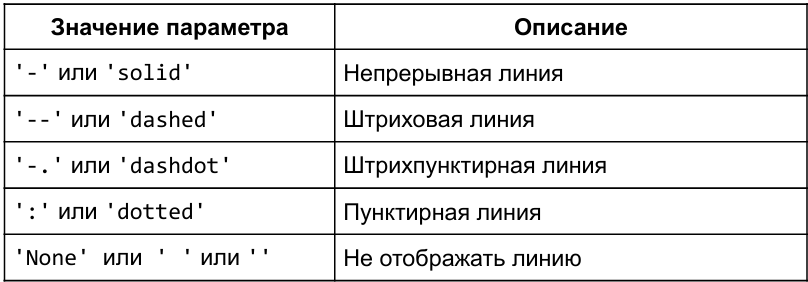 Значение параметра Описание
'-' или 'solid' Непрерывная линия
'--' или 'dashed' Штриховая линия
'-.' или 'dashdot' Штрихпунктирная линия
':' или 'dotted' Пунктирная линия
'None' или ' ' или '' Не отображать линию